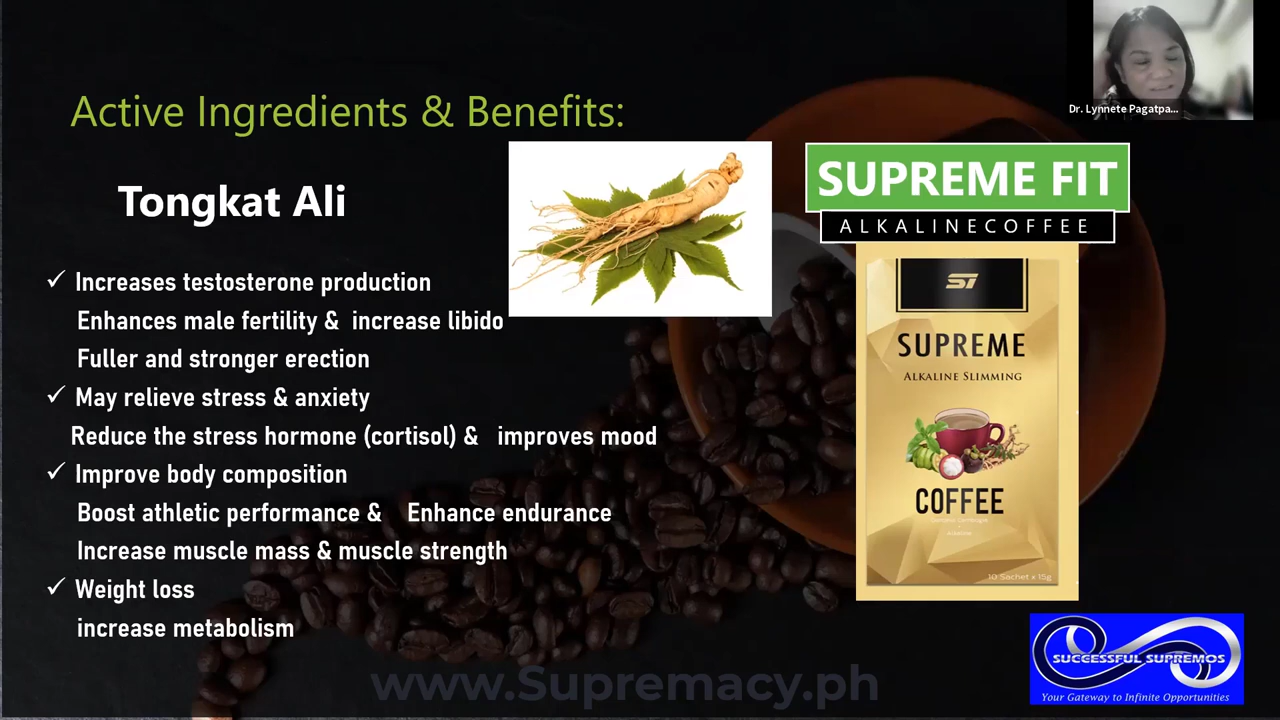 Dr. Lynnete Pagatpa...
Active Ingredients & Benefits:
Tongkat Ali
✓ Increases testosterone production
Enhances male fertility & increase libido
Fuller and stronger erection
✓ May relieve stress & anxiety
Reduce the stress hormone (cortisol) & improves mood
✓ Improve body composition
Boost athletic performance & Enhance endurance
Increase muscle mass & muscle strength
✓ Weight loss
increase metabolism
SUPREME FIT
ALKALINECOFFEE
SUPREME
ALKALINE SLIMMING
COFFEE
Alkaline
10 Sachet x 15g
SUCCESSFUL SUPREMOS
Your Gateway to Infinite Opportunities
www.Supremacy.ph